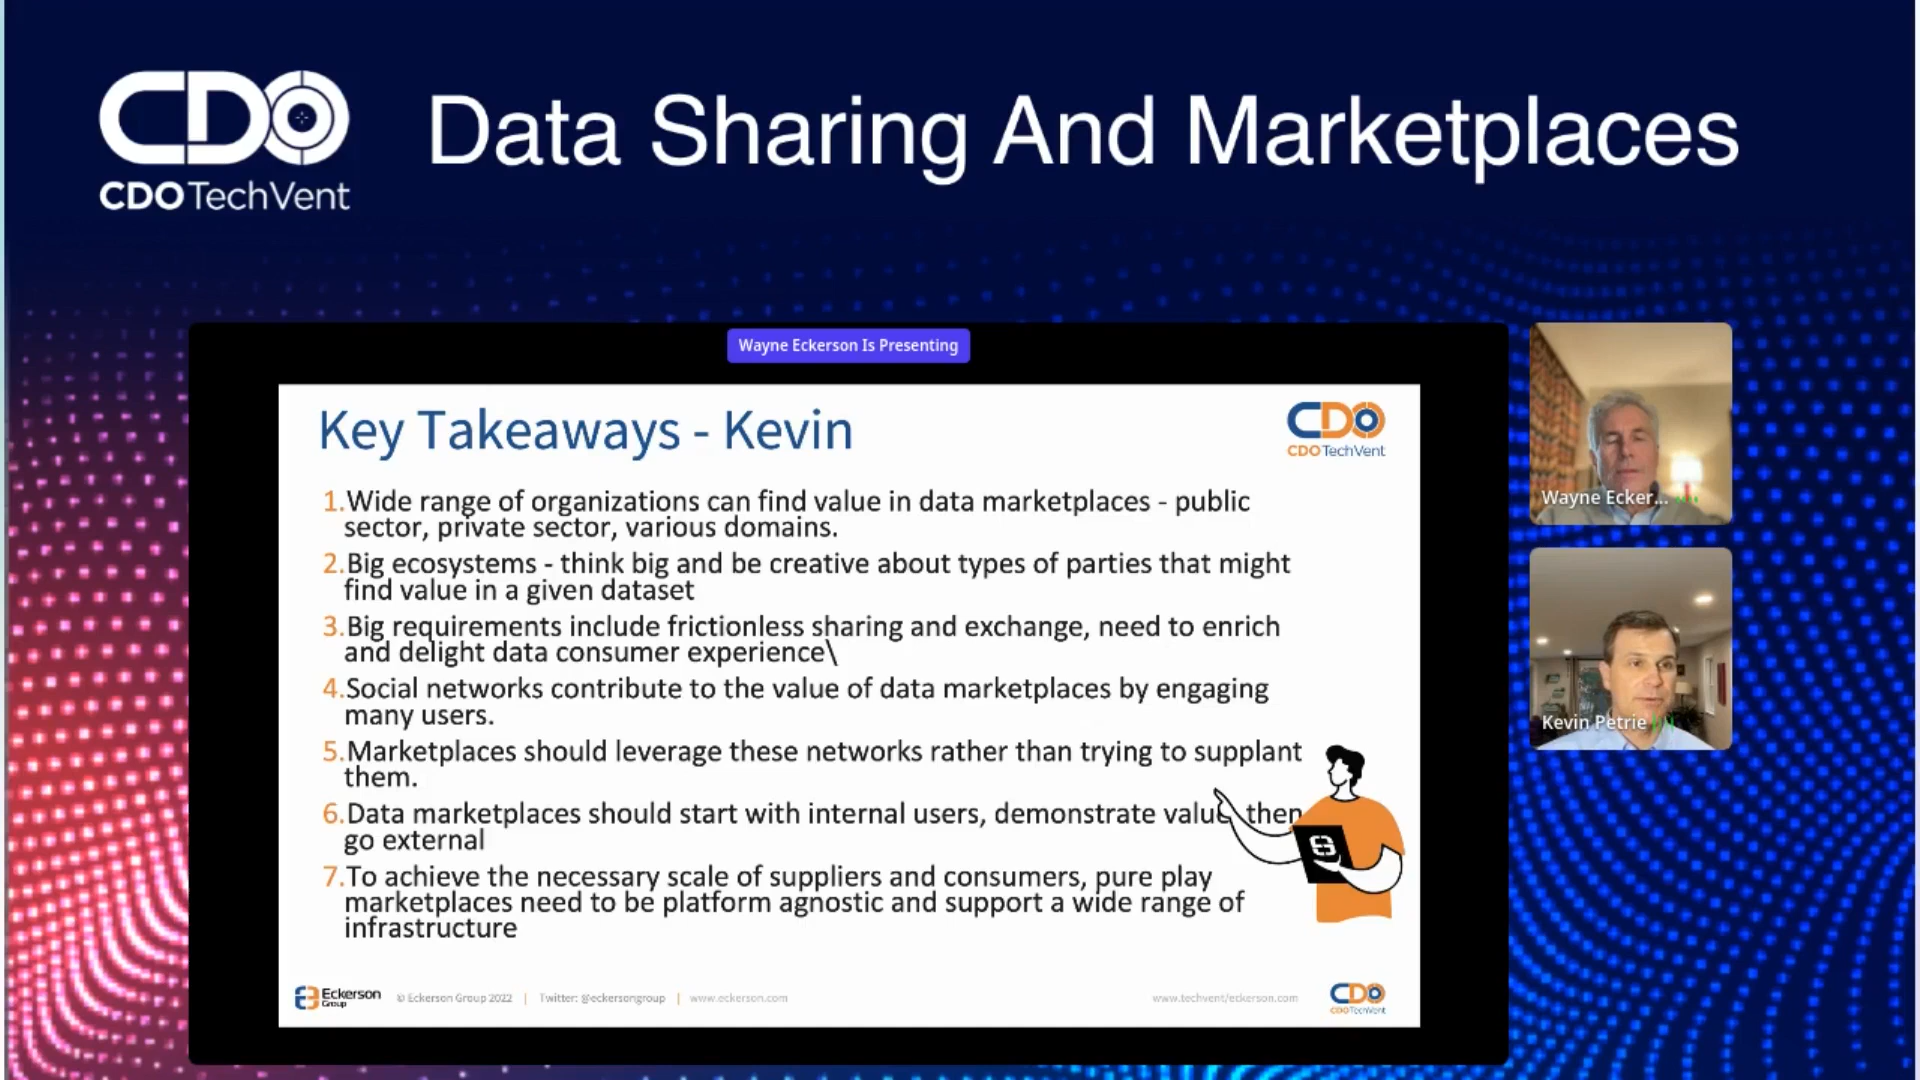 CDO
CDO TechVent
Data Sharing And Marketplaces
Wayne Eckerson Is Presenting
Key Takeaways - Kevin
CDO
CDO TechVent
1.Wide range of organizations can find value in data marketplaces - public
sector, private sector, various domains.
2.Big ecosystems - think big and be creative about types of parties that might
find value in a given dataset
3.Big requirements include frictionless sharing and exchange, need to enrich
and delight data consumer experience\
4.Social networks contribute to the value of data marketplaces by engaging
many users.
5.Marketplaces should leverage these networks rather than trying to supplant
them.
6.Data marketplaces should start with internal users, demonstrate value, then
go external
7.To achieve the necessary scale of suppliers and consumers, pure play
marketplaces need to be platform agnostic and support a wide range of
infrastructure
Eckerson
Group
© Eckerson Group 2022 | Twitter: @eckersongroup | www.eckerson.com
www.techvent/eckerson.com
CDO
CDO TechVent
Wayne Ecker...
Kevin Petrie